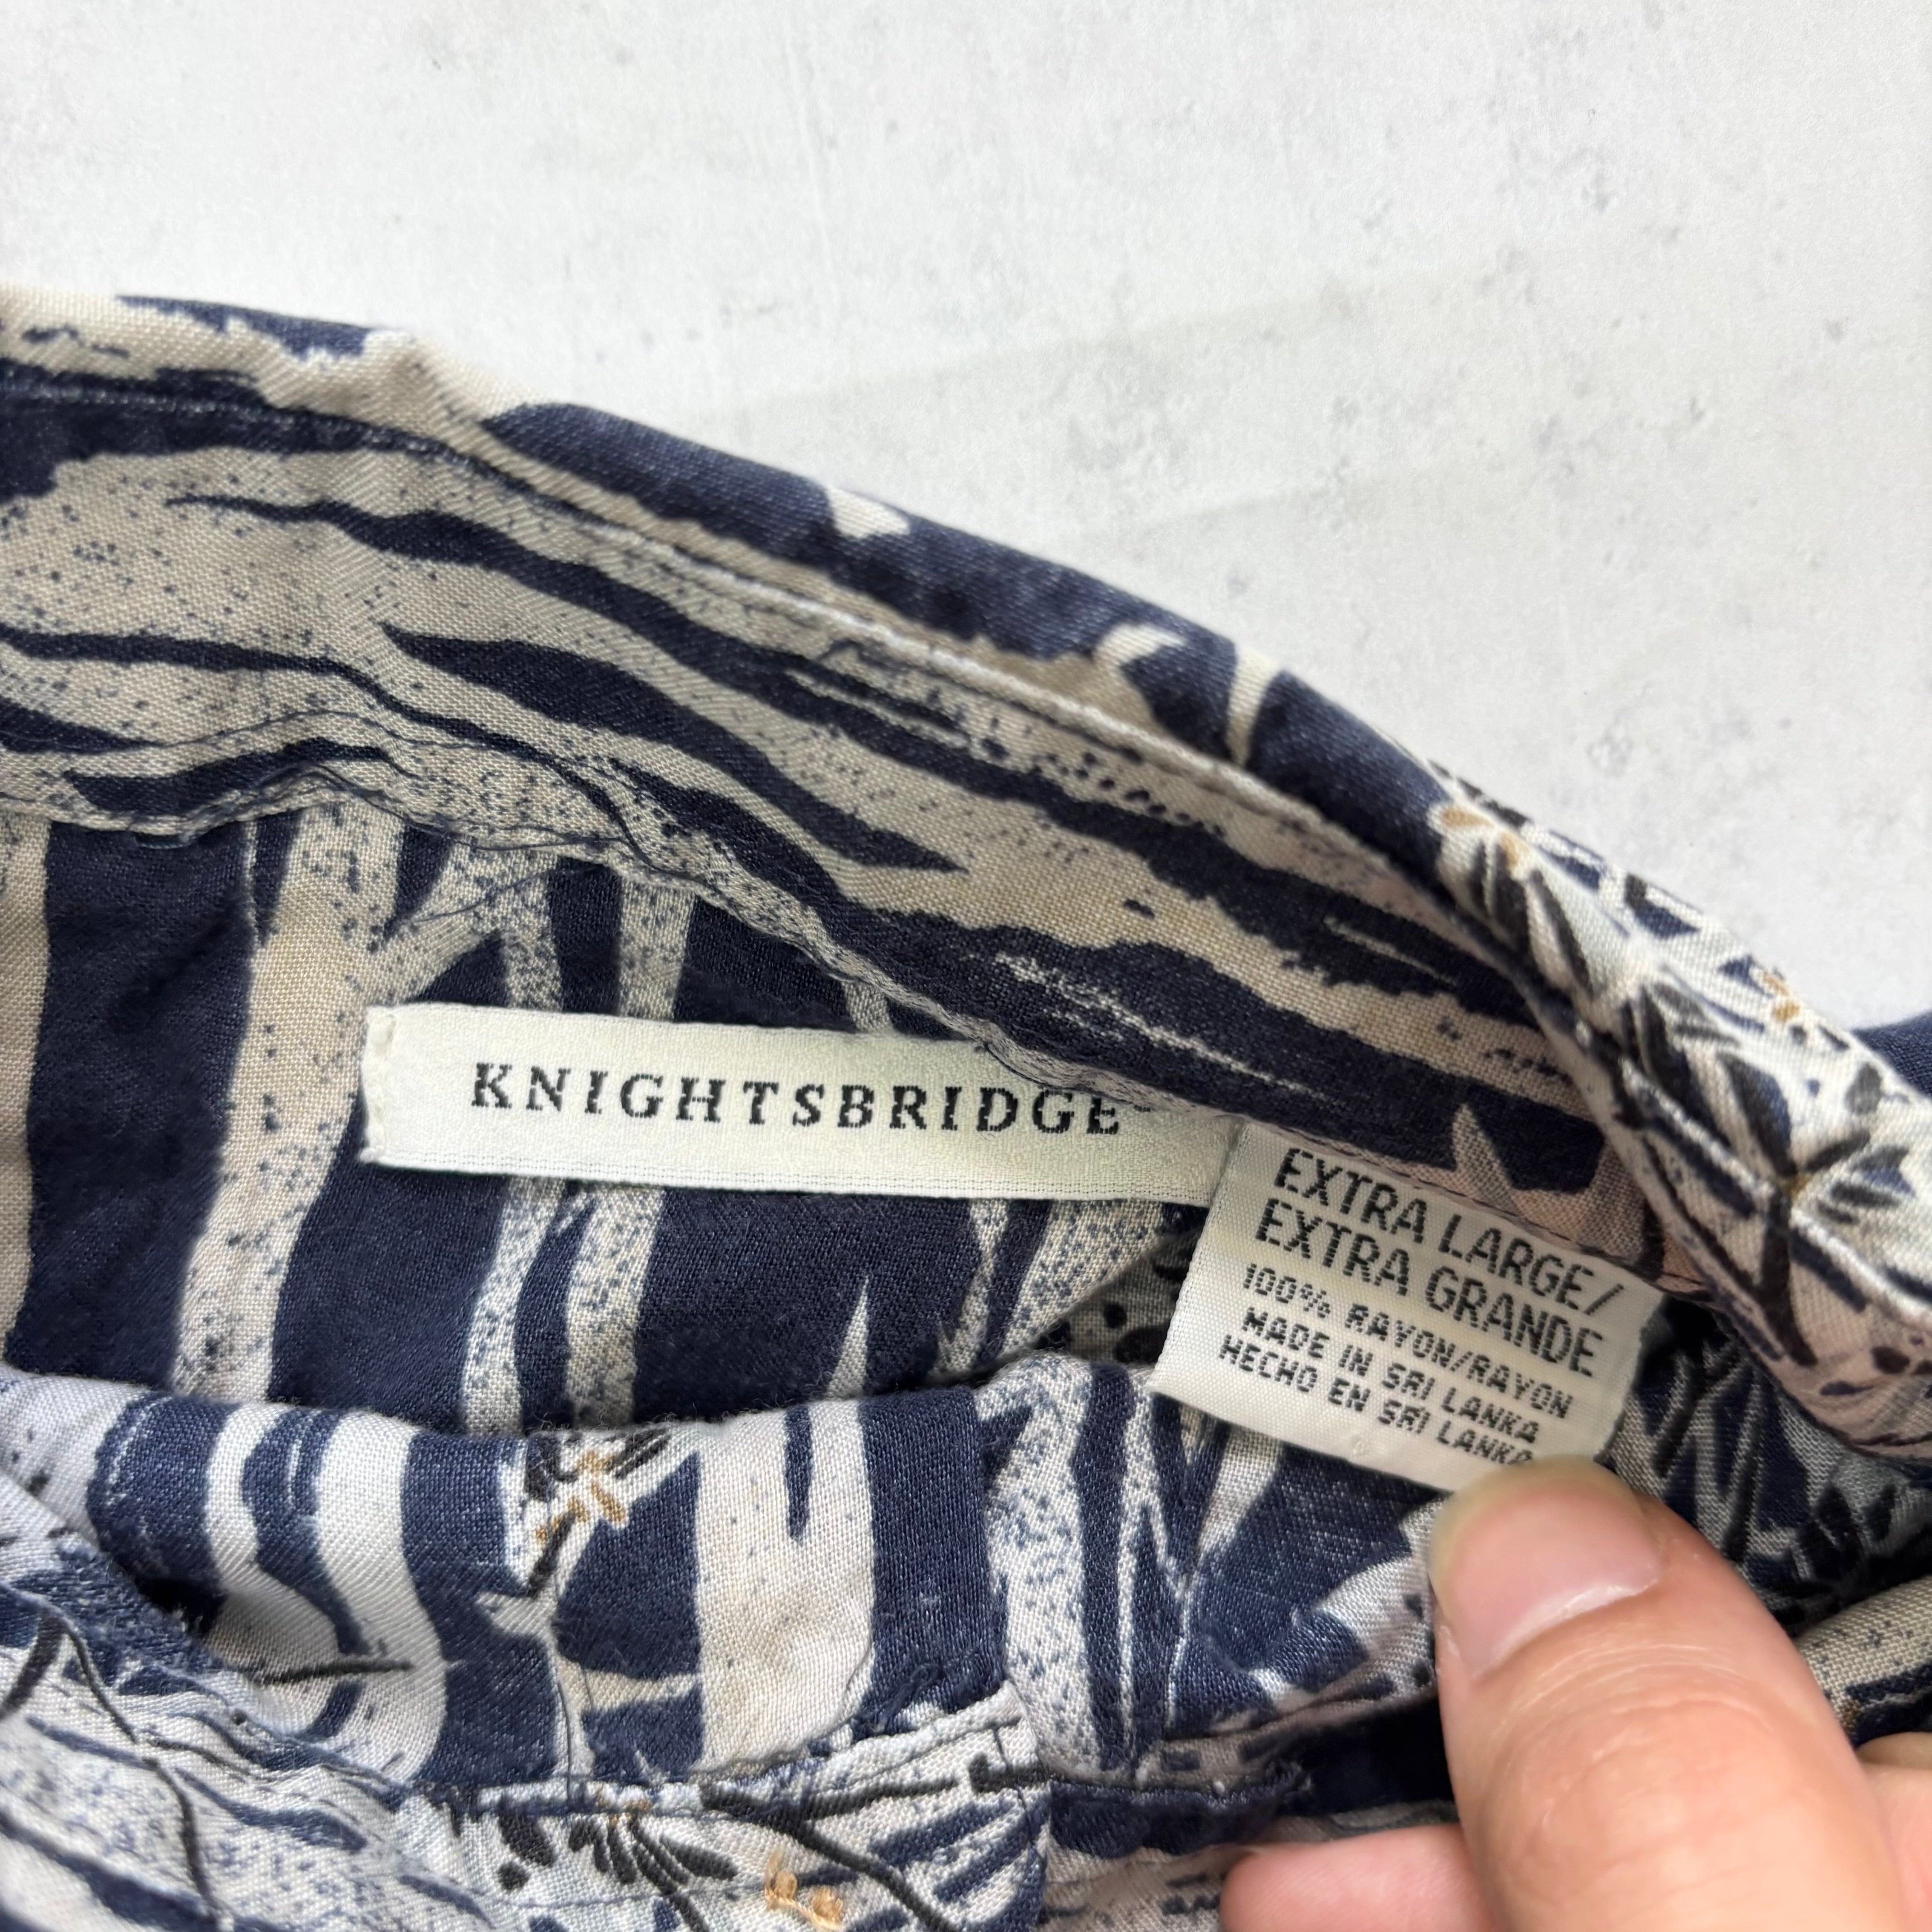 KNIGHTSBRIDGE
EXTRA LARGE/
EXTRA GRANDE
100% RAYON/RAYON
MADE IN SRI LANKA
HECHO EN SRI LANKA